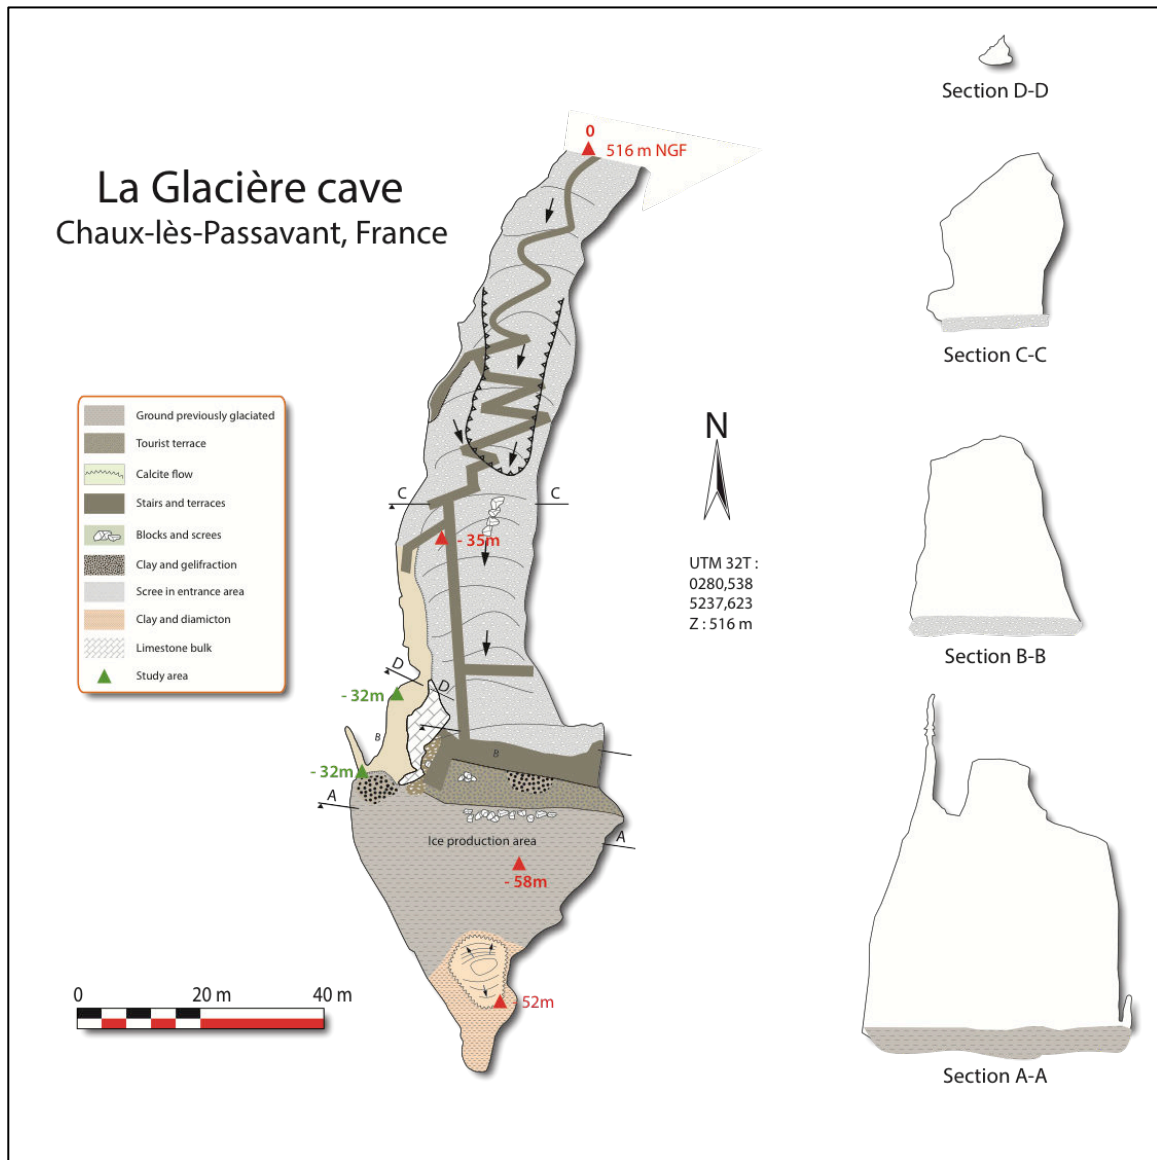 Section D-D
0
516 m NGF
La Glacière cave
Chaux-lès-Passavant, France
Section C-C
Ground previously glaciated
Tourist terrace
Calcite flow
Stairs and terraces
Blocks and screes
Clay and gelifraction
Scree in entrance area
Clay and diamicton
Limestone bulk
Study area
N
C
C
- 35m
UTM 32T :
0280,538
5237,623
Z : 516 m
Section B-B
D
D
- 32m
B
B
- 32m
A
A
Ice production area
- 58m
- 52m
0
20 m
40 m
Section A-A